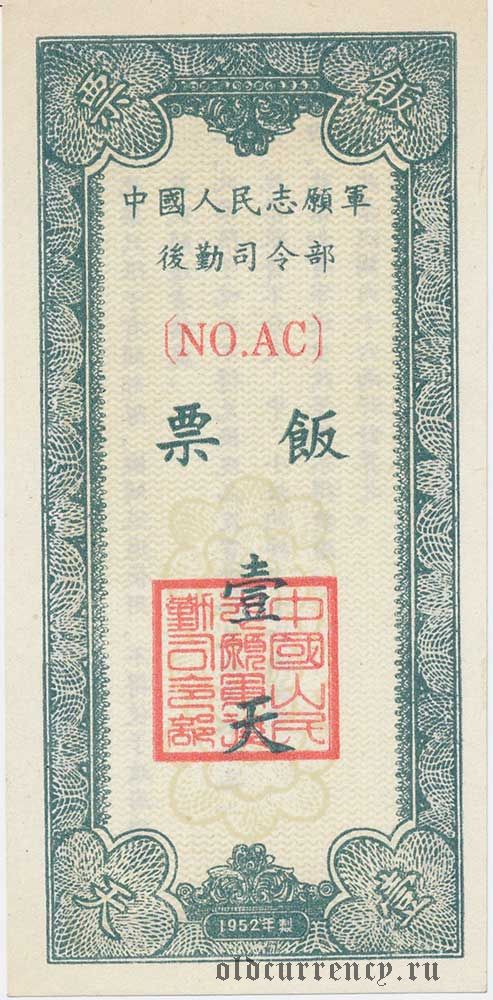 票 飯
中國人民志願軍
後勤司令部
(NO.AC)
票 飯
壹
天
中國人民
志願軍後
勤司令部
天 壹
1952年製
oldcurrency.ru